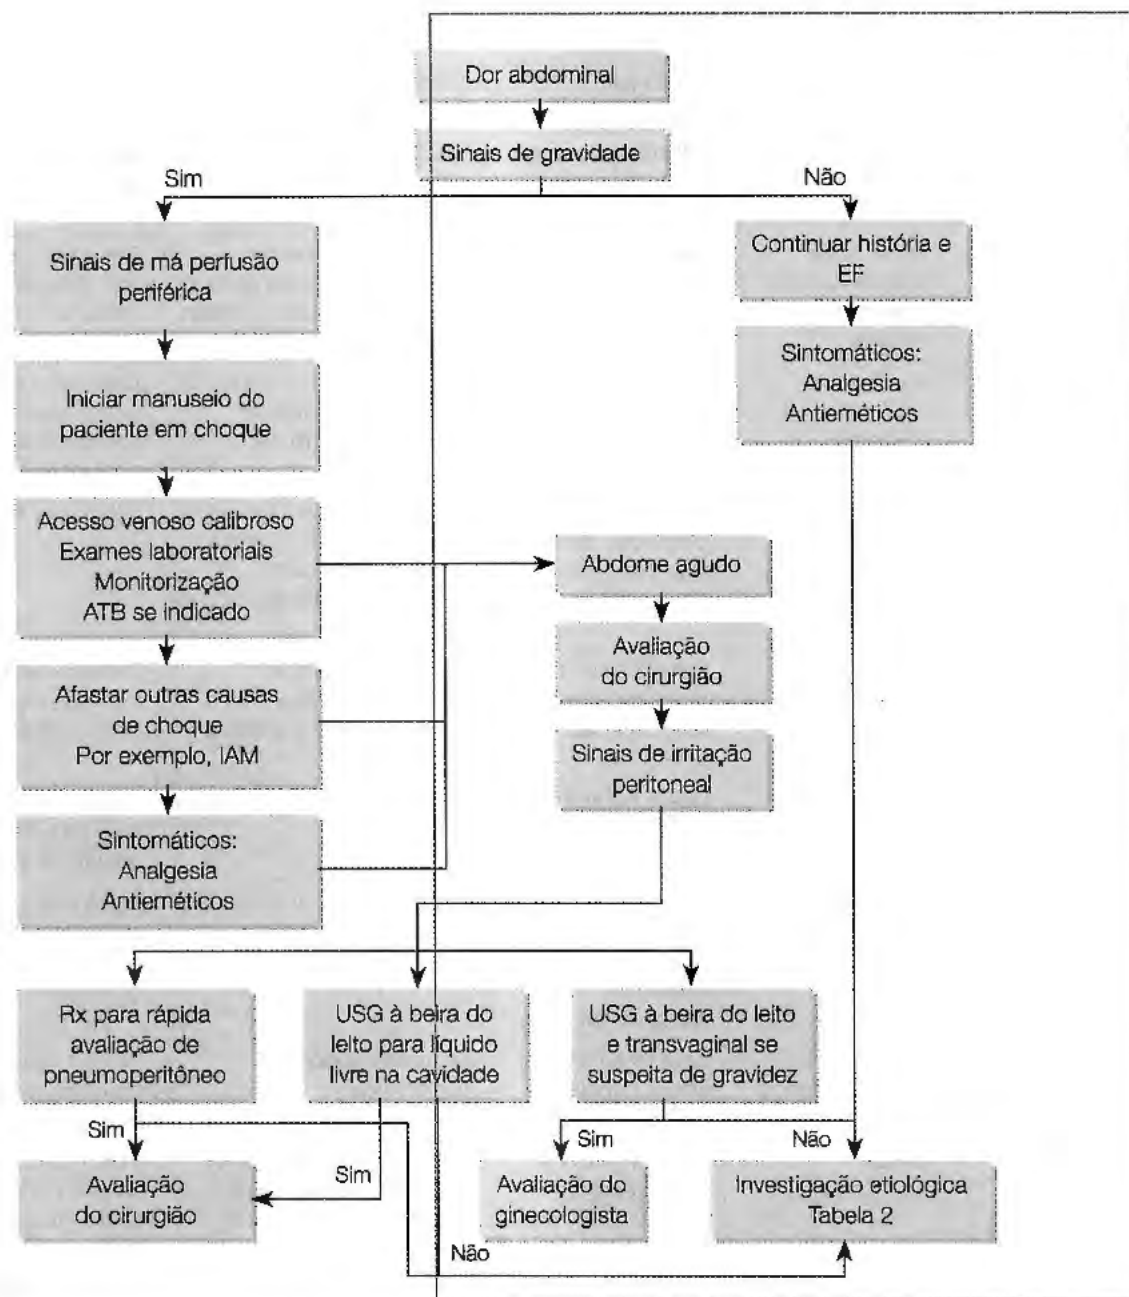 Dor abdominal
Sinais de gravidade
Sim
Não
Sinais de má perfusão
periférica
Continuar história e
EF
Iniciar manuseio do
paciente em choque
Sintomáticos:
Analgesia
Antieméticos
Acesso venoso calibroso
Exames laboratoriais
Monitorização
ATB se indicado
Abdome agudo
Avaliação
do cirurgião
Afastar outras causas
de choque
Por exemplo, IAM
Sinais de irritação
peritoneal
Sintomáticos:
Analgesia
Antieméticos
Rx para rápida
avaliação de
pneumoperitôneo
USG à beira do
leito para líquido
livre na cavidade
USG à beira do leito
e transvaginal se
suspeita de gravidez
Sim
Sim
Não
Avaliação
do cirurgião
Sim
Avaliação do
ginecologista
Investigação etiológica
Tabela 2
Não